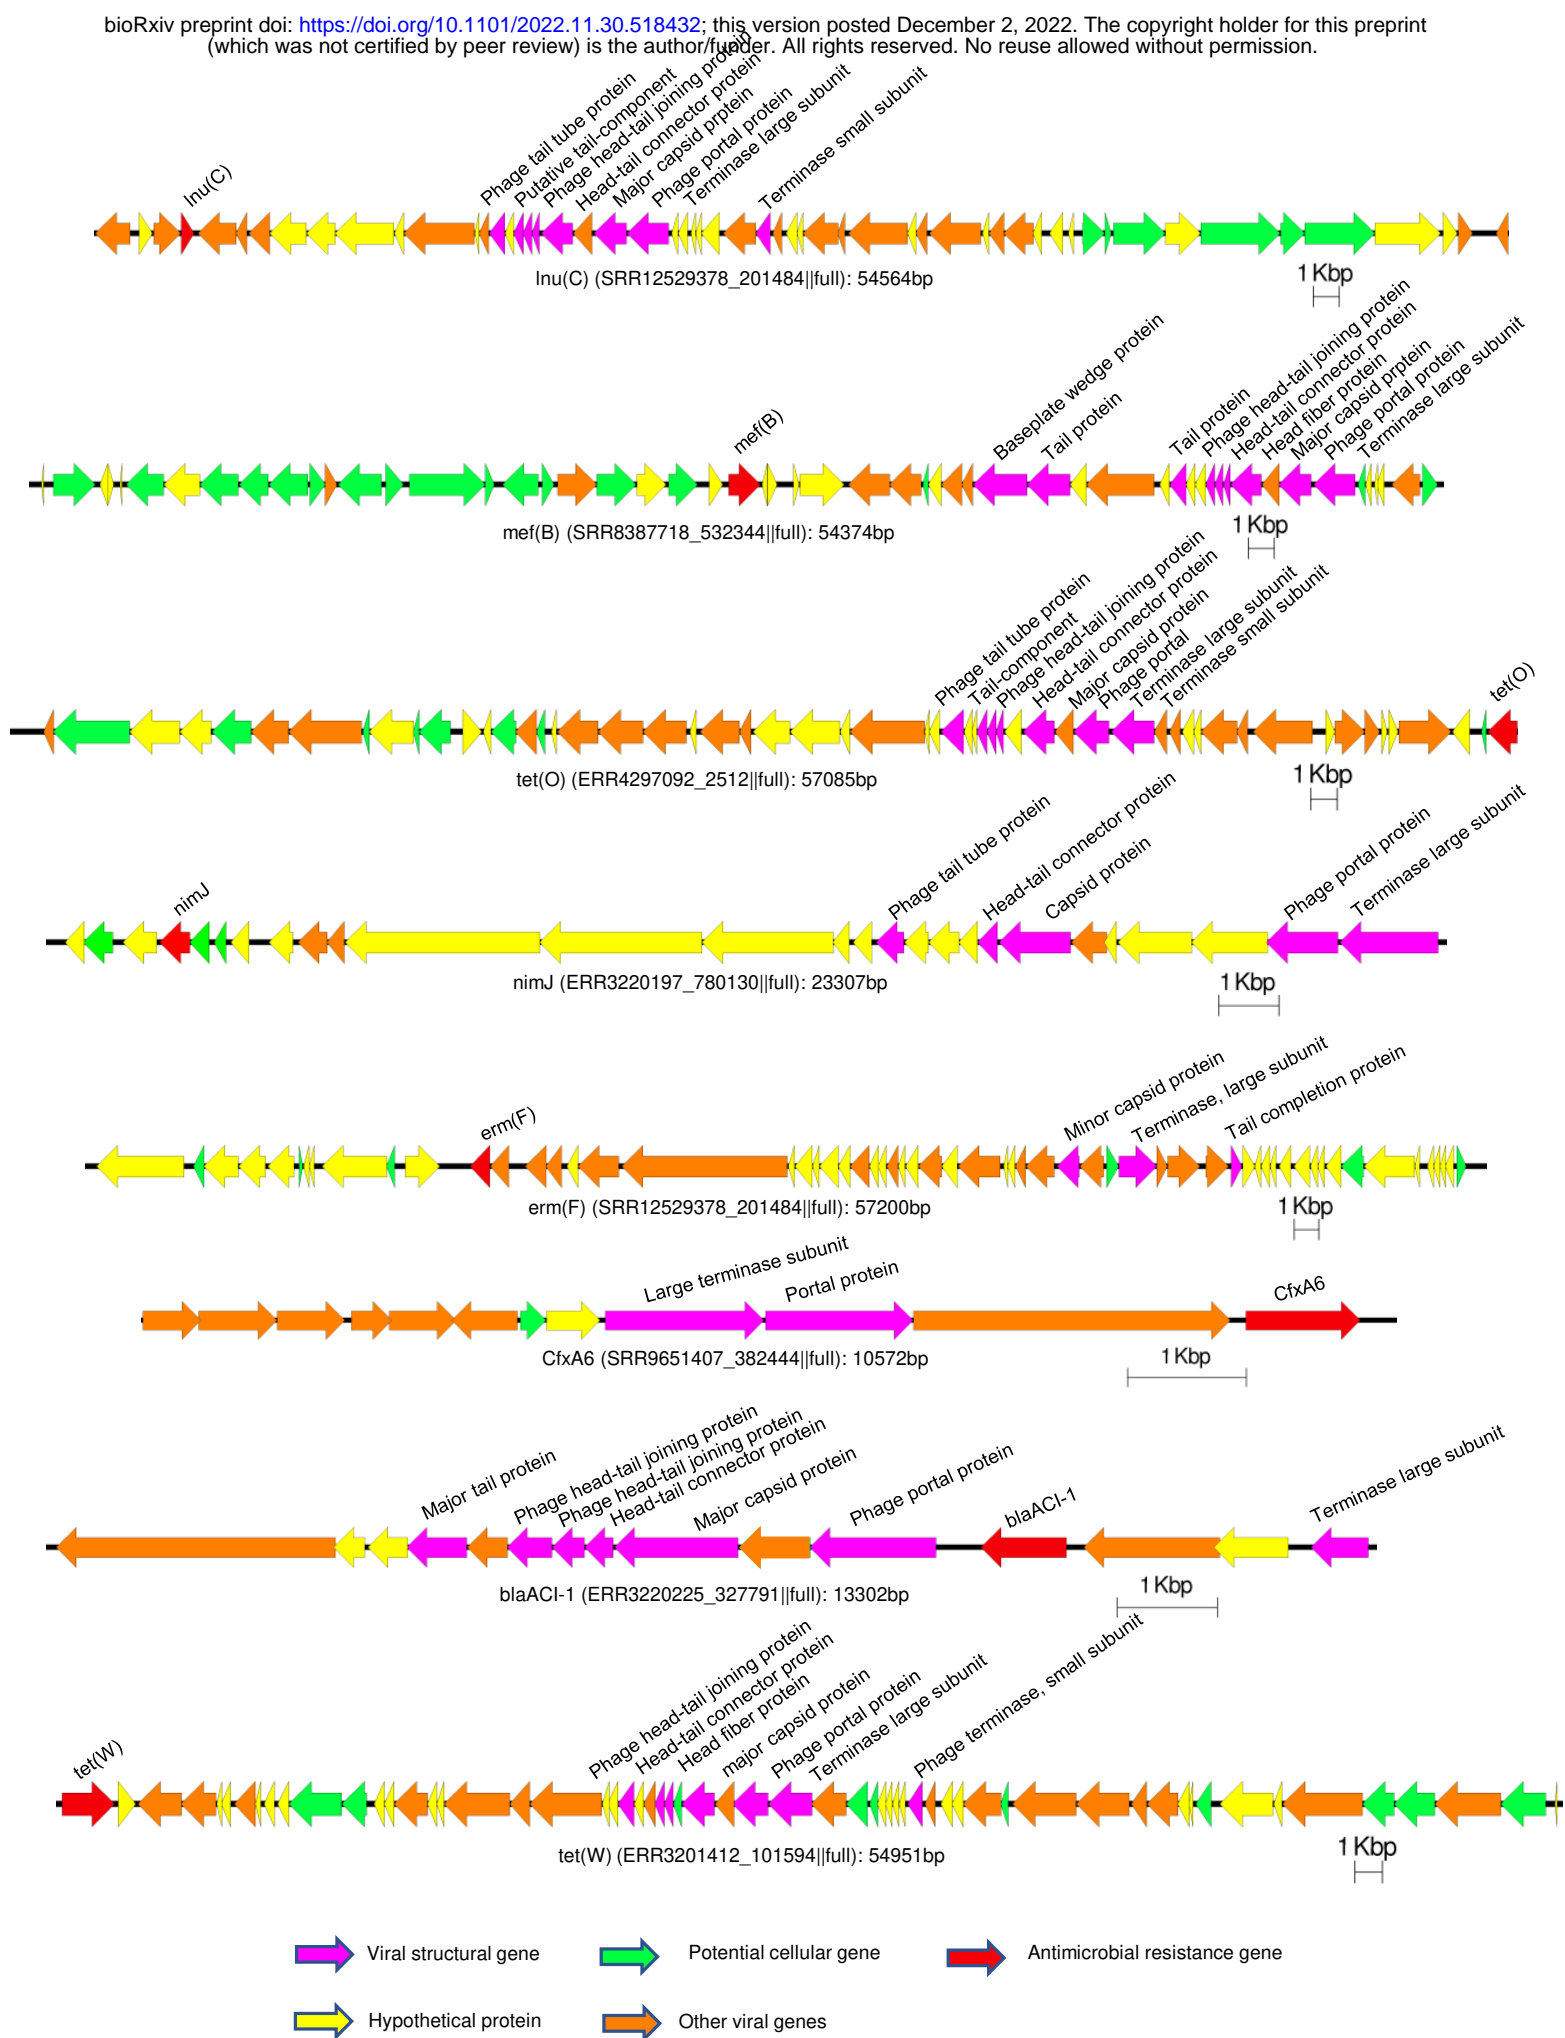 bioRxiv preprint doi: https://doi.org/10.1101/2022.11.30.518432; this version posted December 2, 2022. The copyright holder for this preprint
(which was not certified by peer review) is the author/funder. All rights reserved. No reuse allowed without permission.
lnu(C)
Phage tail tube protein
Putative tail-component
Phage head-tail joining protein
Head-tail connector protein
Major capsid prptein
Phage portal protein
Terminase large subunit
Terminase small subunit
lnu(C) (SRR12529378_201484||full): 54564bp
1 Kbp
mef(B)
Baseplate wedge protein
Tail protein
Tail protein
Phage head-tail joining protein
Head-tail connector protein
Head fiber protein
Major capsid prptein
Phage portal protein
Terminase large subunit
mef(B) (SRR8387718_532344||full): 54374bp
1 Kbp
Phage tail tube protein
Tail-component
Phage head-tail joining protein
Head-tail connector protein
Major capsid protein
Phage portal
Terminase large subunit
Terminase small subunit
tet(O)
tet(O) (ERR4297092_2512||full): 57085bp
1 Kbp
nimJ
Phage tail tube protein
Head-tail connector protein
Capsid protein
Phage portal protein
Terminase large subunit
nimJ (ERR3220197_780130||full): 23307bp
1 Kbp
erm(F)
Minor capsid protein
Terminase, large subunit
Tail completion protein
erm(F) (SRR12529378_201484||full): 57200bp
1 Kbp
Large terminase subunit
Portal protein
CfxA6
CfxA6 (SRR9651407_382444||full): 10572bp
1 Kbp
Major tail protein
Phage head-tail joining protein
Phage head-tail joining protein
Head-tail connector protein
Major capsid protein
Phage portal protein
blaACI-1
Terminase large subunit
blaACI-1 (ERR3220225_327791||full): 13302bp
1 Kbp
tet(W)
Phage head-tail joining protein
Head-tail connector protein
Head fiber protein
major capsid protein
Phage portal protein
Terminase large subunit
Phage terminase, small subunit
tet(W) (ERR3201412_101594||full): 54951bp
1 Kbp
Viral structural gene
Potential cellular gene
Antimicrobial resistance gene
Hypothetical protein
Other viral genes